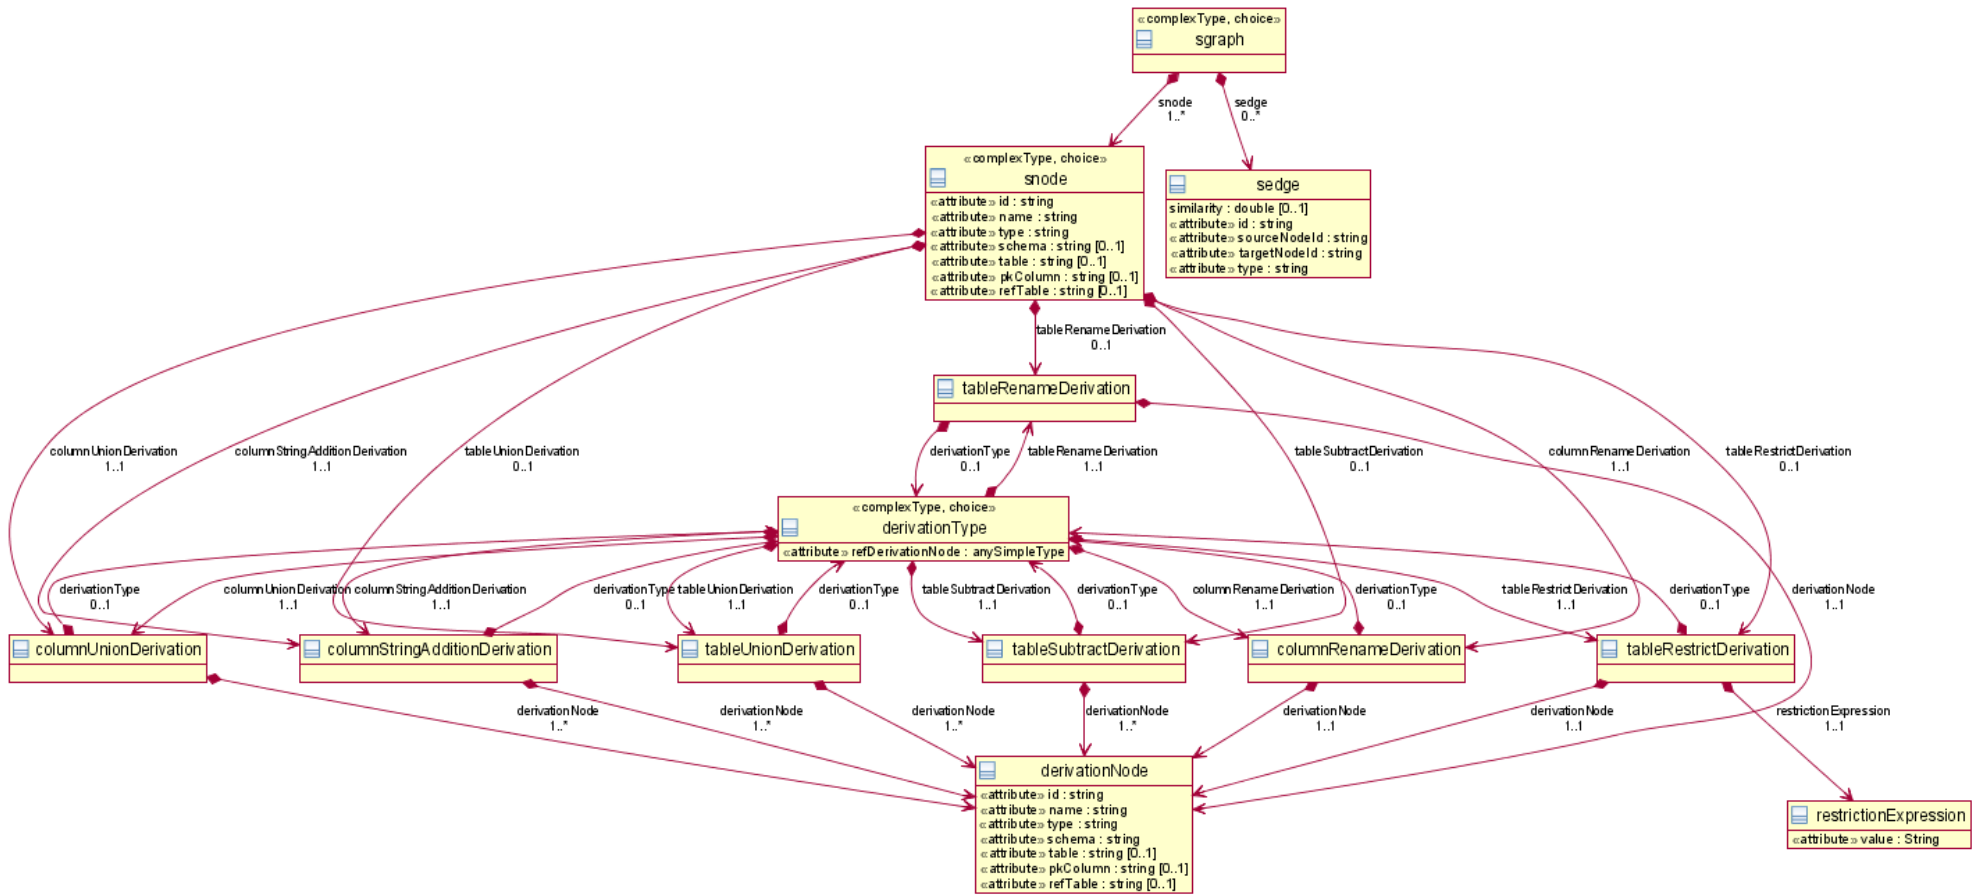 «complexType, choice»
sgraph
snode
1..*
sedge
0..*
«complexType, choice»
snode
«attribute» id : string
«attribute» name : string
«attribute» type : string
«attribute» schema : string [0..1]
«attribute» table : string [0..1]
«attribute» pkColumn : string [0..1]
«attribute» refTable : string [0..1]
sedge
similarity : double [0..1]
«attribute» id : string
«attribute» sourceNodeId : string
«attribute» targetNodeId : string
«attribute» type : string
tableRenameDerivation
0..1
tableRenameDerivation
columnUnionDerivation
1..1
columnStringAdditionDerivation
1..1
tableUnionDerivation
0..1
derivationType
0..1
tableRenameDerivation
1..1
tableSubtractDerivation
0..1
columnRenameDerivation
1..1
tableRestrictDerivation
0..1
«complexType, choice»
derivationType
«attribute» refDerivationNode : anySimpleType
derivationType
0..1
columnUnionDerivation
1..1
columnStringAdditionDerivation
1..1
derivationType
0..1
tableUnionDerivation
1..1
derivationType
0..1
tableSubtractDerivation
1..1
derivationType
0..1
columnRenameDerivation
1..1
derivationType
0..1
tableRestrictDerivation
1..1
derivationType
0..1
derivationNode
1..1
columnUnionDerivation
columnStringAdditionDerivation
tableUnionDerivation
tableSubtractDerivation
columnRenameDerivation
tableRestrictDerivation
derivationNode
1..*
derivationNode
1..*
derivationNode
1..*
derivationNode
1..*
derivationNode
1..1
derivationNode
1..1
restrictionExpression
1..1
derivationNode
«attribute» id : string
«attribute» name : string
«attribute» type : string
«attribute» schema : string
«attribute» table : string [0..1]
«attribute» pkColumn : string [0..1]
«attribute» refTable : string [0..1]
restrictionExpression
«attribute» value : String